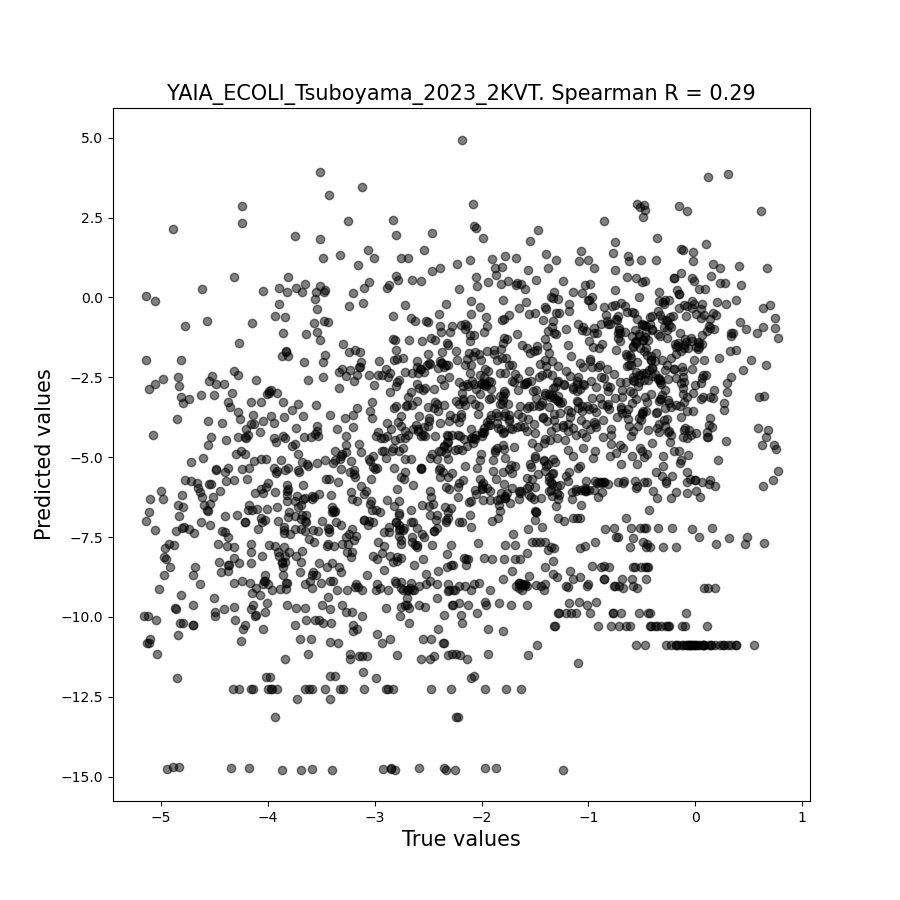 YAIA_ECOLI_Tsuboyama_2023_2KVT. Spearman R = 0.29
5.0
2.5
0.0
−2.5
−5.0
−7.5
−10.0
−12.5
−15.0
Predicted values
−5 −4 −3 −2 −1 0 1
True values